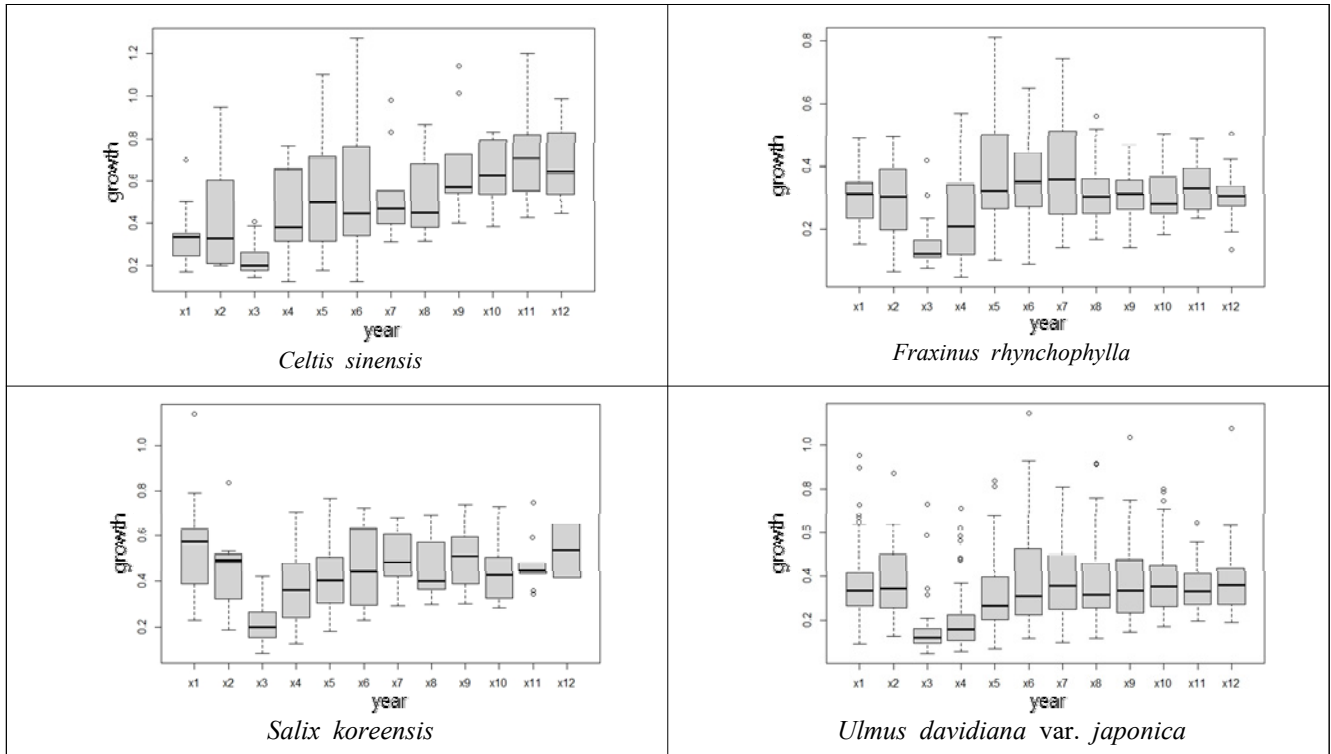 growth
1.2
1.0
0.8
0.6
0.4
0.2
x1 x2 x3 x4 x5 x6 x7 x8 x9 x10 x11 x12
year
Celtis sinensis
growth
0.8
0.6
0.4
0.2
x1 x2 x3 x4 x5 x6 x7 x8 x9 x10 x11 x12
year
Fraxinus rhynchophylla
growth
1.0
0.8
0.6
0.4
0.2
x1 x2 x3 x4 x5 x6 x7 x8 x9 x10 x11 x12
year
Salix koreensis
growth
1.0
0.8
0.6
0.4
0.2
x1 x2 x3 x4 x5 x6 x7 x8 x9 x10 x11 x12
year
Ulmus davidiana var. japonica